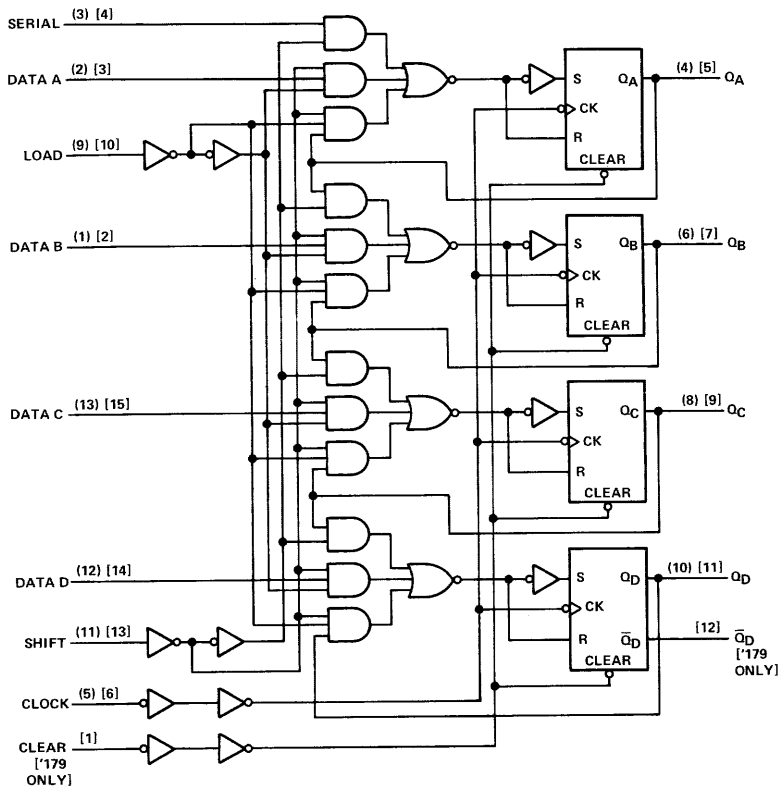 SERIAL (3) [4]
DATA A (2) [3]
LOAD (9) [10]
DATA B (1) [2]
DATA C (13) [15]
DATA D (12) [14]
SHIFT (11) [13]
CLOCK (5) [6]
CLEAR [1]
['179
ONLY]
S QA (4) [5] QA
CK
R
CLEAR
S QB (6) [7] QB
CK
R
CLEAR
S QC (8) [9] QC
CK
R
CLEAR
S QD (10) [11] QD
CK
R Q̅D [12] Q̅D
CLEAR ['179
ONLY]